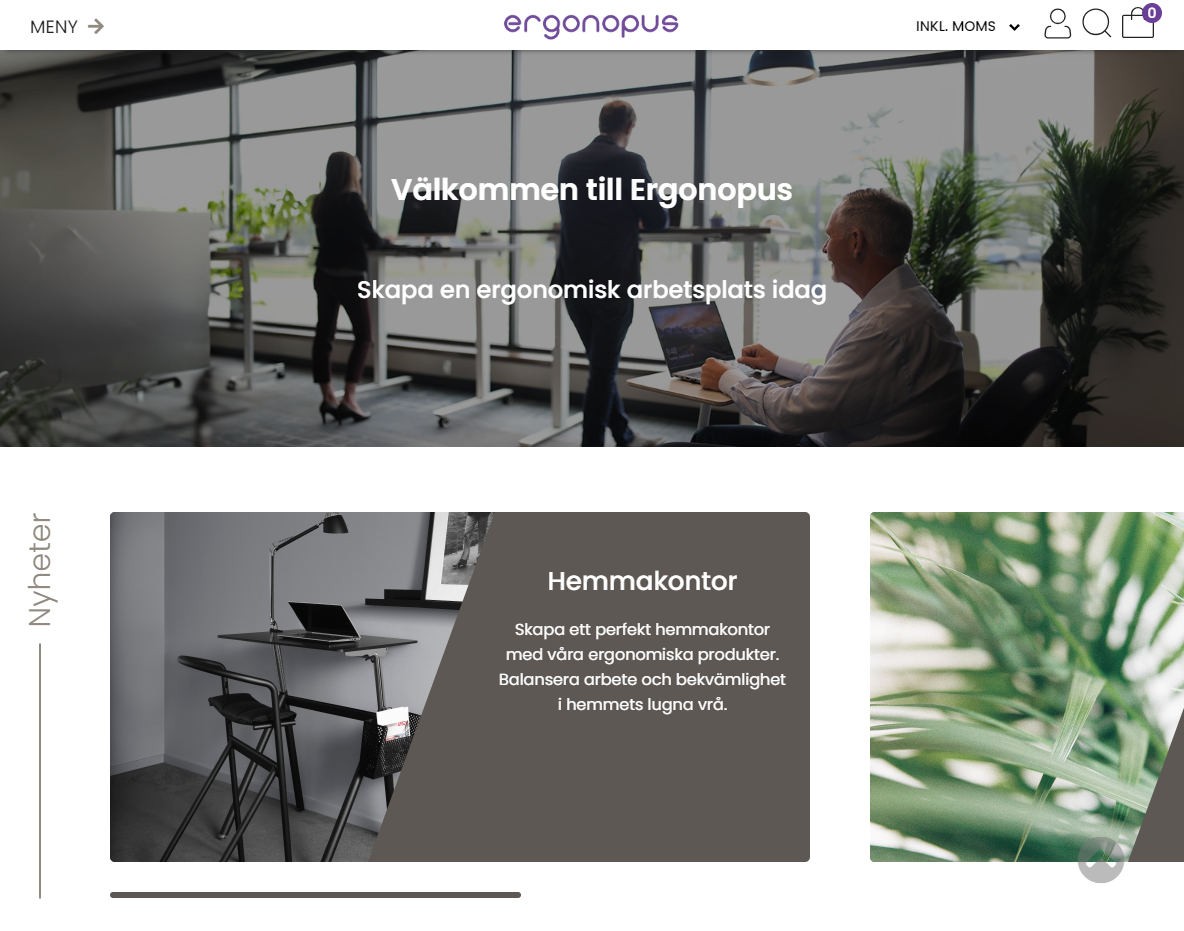 MENY
ergonopus
INKL. MOMS
0
Välkommen till Ergonopus
Skapa en ergonomisk arbetsplats idag
Nyheter
Hemmakontor
Skapa ett perfekt hemmakontor
med våra ergonomiska produkter.
Balansera arbete och bekvämlighet
i hemmets lugna vrå.